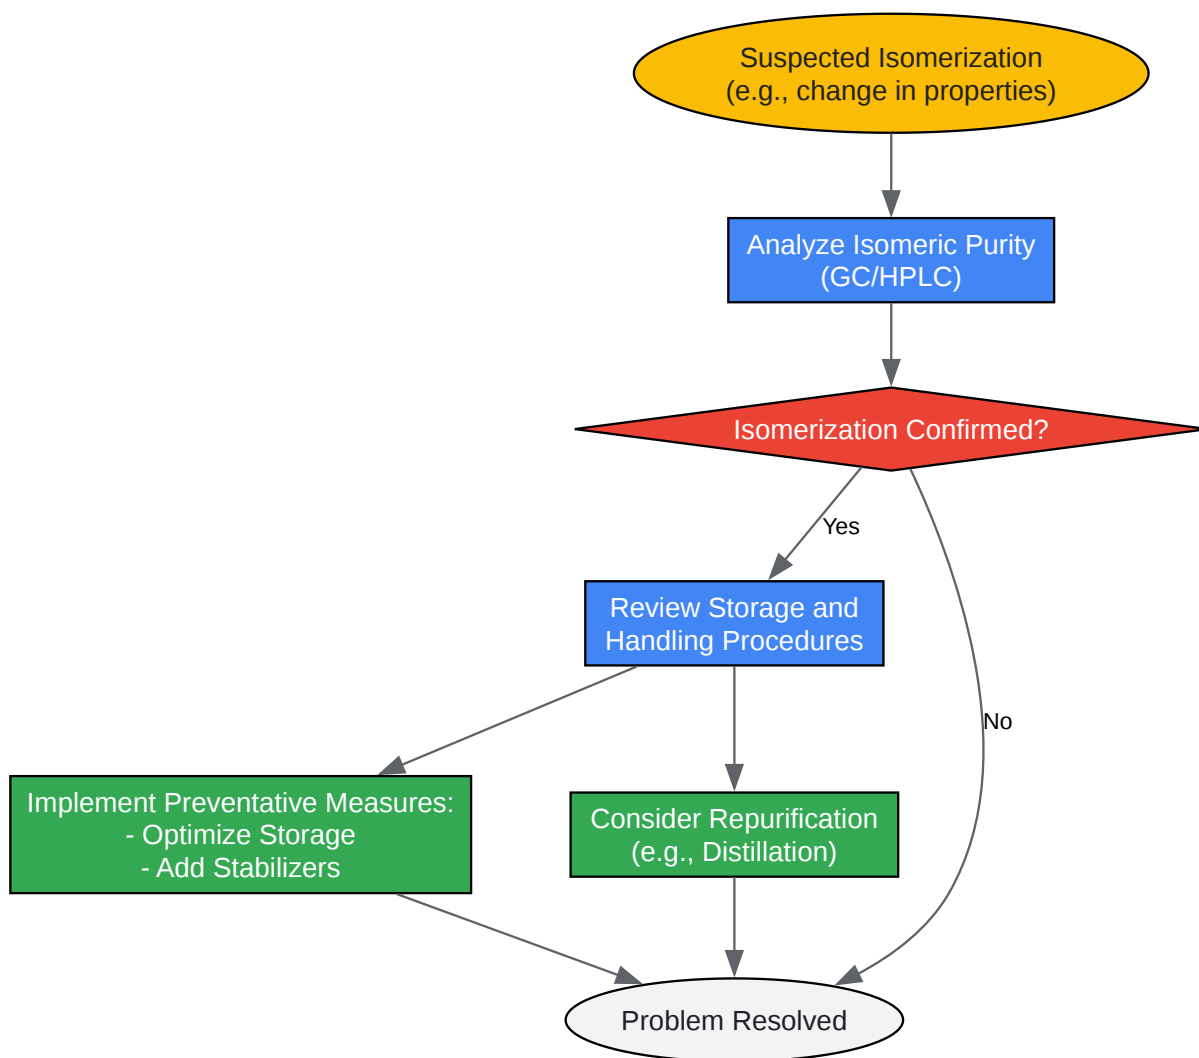 Suspected Isomerization
(e.g., change in properties)
Analyze Isomeric Purity
(GC/HPLC)
Isomerization Confirmed?
Yes
Review Storage and
Handling Procedures
No
Implement Preventative Measures:
- Optimize Storage
- Add Stabilizers
Consider Repurification
(e.g., Distillation)
Problem Resolved